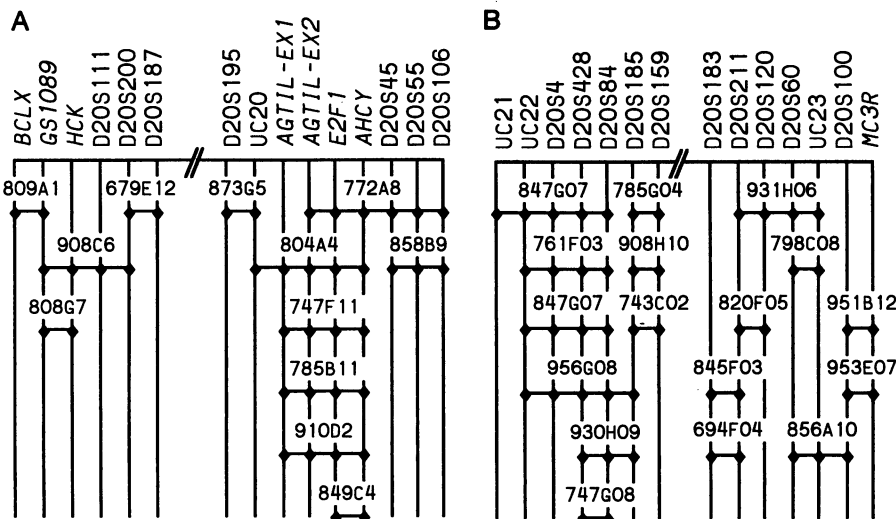 A
BCLX
GS1089
HCK
D20S111
D20S200
D20S187
D20S195
UC20
AGTIL-EX1
AGTIL-EX2
E2F1
AHCY
D20S45
D20S55
D20S106
809A1
679E12
873G5
772A8
908C6
804A4
858B9
808G7
747F11
785B11
910D2
849C4
B
UC21
UC22
D20S4
D20S428
D20S84
D20S185
D20S159
D20S183
D20S211
D20S120
D20S60
UC23
D20S100
MC3R
847G07
785G04
931H06
761F03
908H10
798C08
847G07
743C02
820F05
951B12
956G08
845F03
953E07
930H09
694F04
856A10
747G08